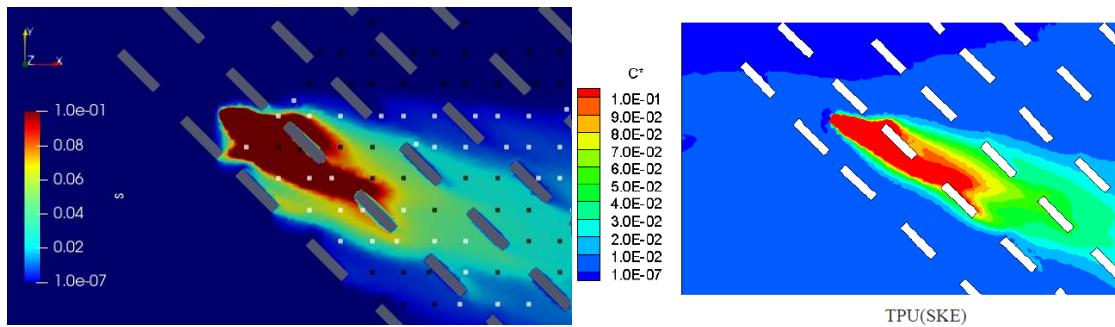 Y
Z
X
1.0e-01
0.08
0.06
0.04
0.02
1.0e-07
s
C*
1.0E-01
9.0E-02
8.0E-02
7.0E-02
6.0E-02
5.0E-02
4.0E-02
3.0E-02
2.0E-02
1.0E-02
1.0E-07
TPU(SKE)